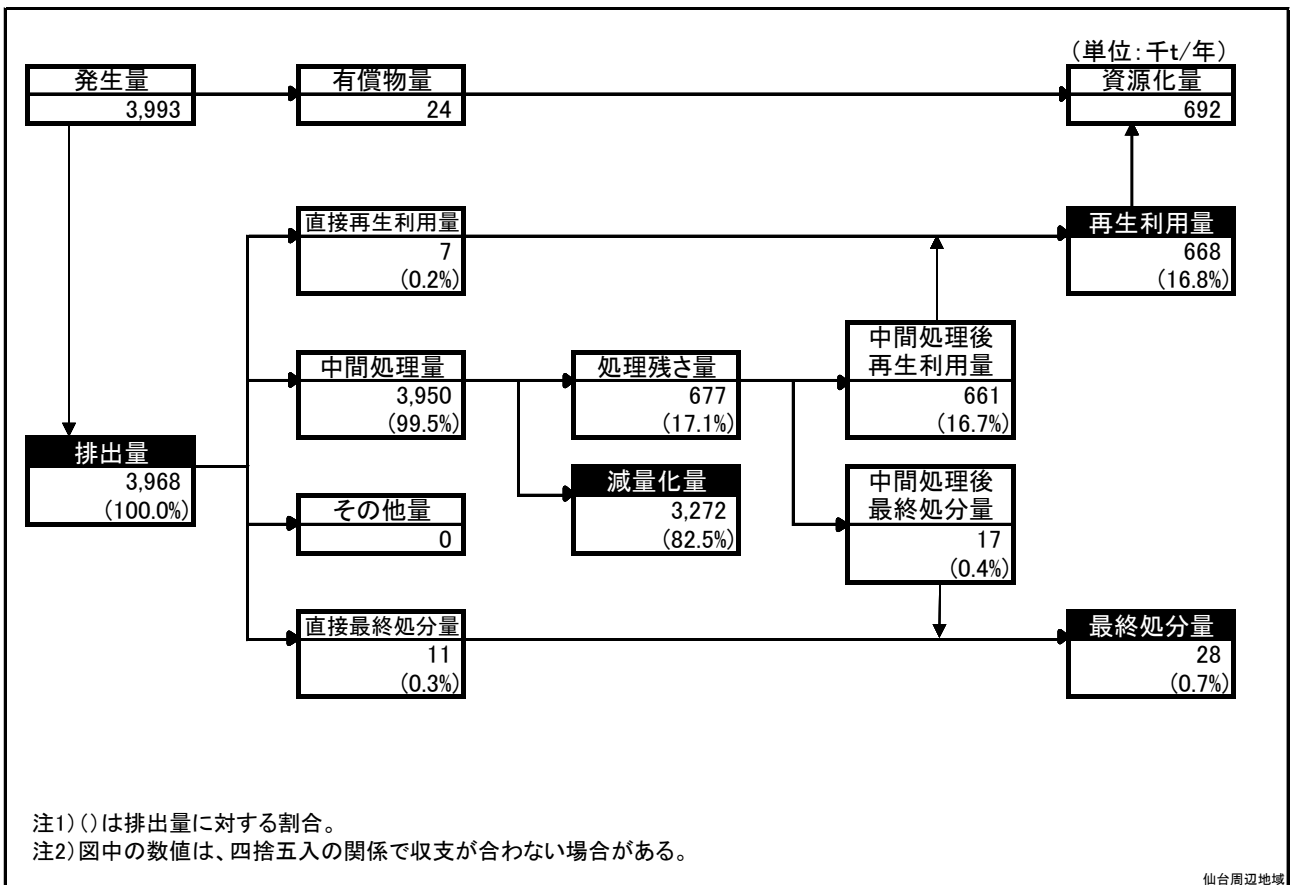 (単位:千t/年)
発生量
3,993
有償物量
24
資源化量
692
直接再生利用量
7
(0.2%)
再生利用量
668
(16.8%)
中間処理量
3,950
(99.5%)
処理残さ量
677
(17.1%)
中間処理後
再生利用量
661
(16.7%)
排出量
3,968
(100.0%)
その他量
0
減量化量
3,272
(82.5%)
中間処理後
最終処分量
17
(0.4%)
直接最終処分量
11
(0.3%)
最終処分量
28
(0.7%)
注1)()は排出量に対する割合。
注2)図中の数値は、四捨五入の関係で収支が合わない場合がある。
仙台周辺地域